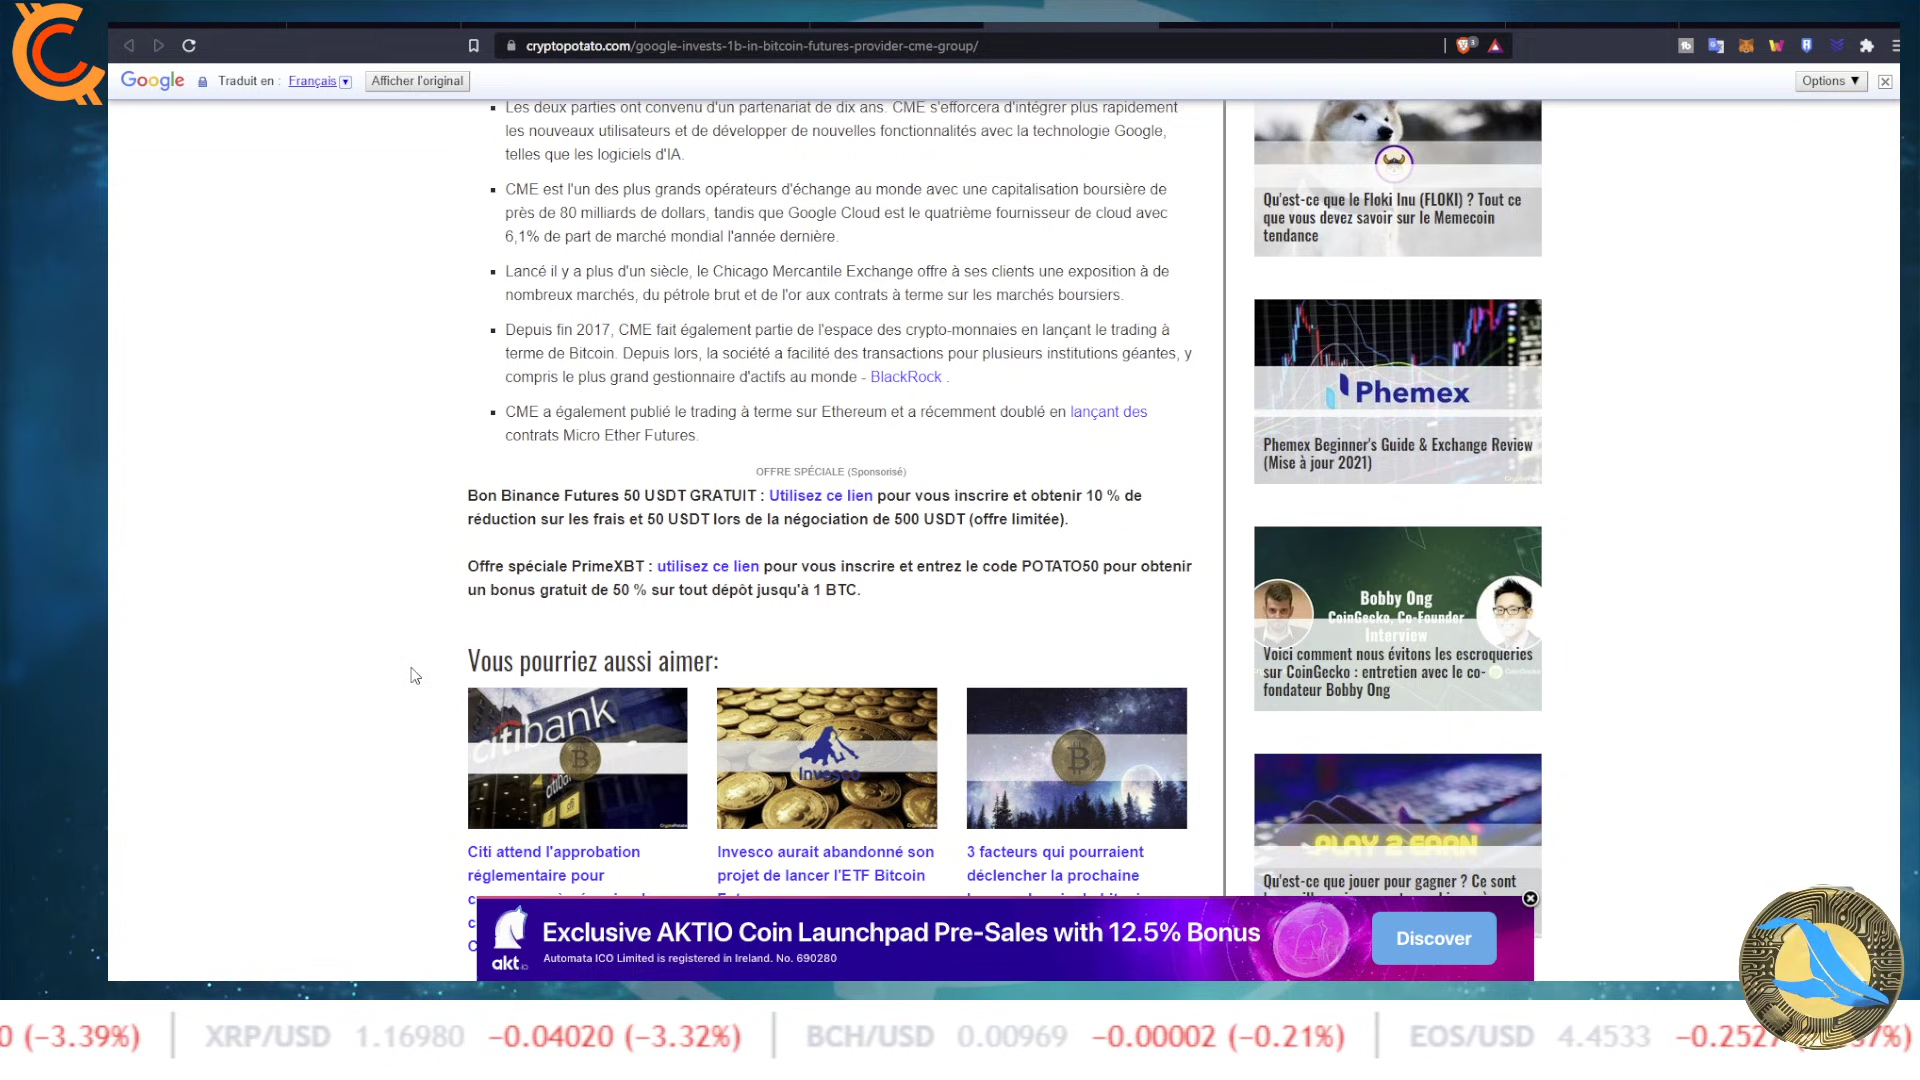 cryptopotato.com/google-invests-1b-in-bitcoin-futures-provider-cme-group/
Google Traduit en : Français Afficher l'original Options ▼
Les deux parties ont convenu d'un partenariat de dix ans. CME s'efforcera d'intégrer plus rapidement
les nouveaux utilisateurs et de développer de nouvelles fonctionnalités avec la technologie Google,
telles que les logiciels d'IA.
CME est l'un des plus grands opérateurs d'échange au monde avec une capitalisation boursière de
près de 80 milliards de dollars, tandis que Google Cloud est le quatrième fournisseur de cloud avec
6,1% de part de marché mondial l'année dernière.
Lancé il y a plus d'un siècle, le Chicago Mercantile Exchange offre à ses clients une exposition à de
nombreux marchés, du pétrole brut et de l'or aux contrats à terme sur les marchés boursiers.
Depuis fin 2017, CME fait également partie de l'espace des crypto-monnaies en lançant le trading à
terme de Bitcoin. Depuis lors, la société a facilité des transactions pour plusieurs institutions géantes, y
compris le plus grand gestionnaire d'actifs au monde - BlackRock .
CME a également publié le trading à terme sur Ethereum et a récemment doublé en lançant des
contrats Micro Ether Futures.
OFFRE SPÉCIALE (Sponsorisé)
Bon Binance Futures 50 USDT GRATUIT : Utilisez ce lien pour vous inscrire et obtenir 10 % de
réduction sur les frais et 50 USDT lors de la négociation de 500 USDT (offre limitée).
Offre spéciale PrimeXBT : utilisez ce lien pour vous inscrire et entrez le code POTATO50 pour obtenir
un bonus gratuit de 50 % sur tout dépôt jusqu'à 1 BTC.
Vous pourriez aussi aimer:
citibank
citi
Invesco
Citi attend l'approbation
réglementaire pour
Invesco aurait abandonné son
projet de lancer l'ETF Bitcoin
3 facteurs qui pourraient
déclencher la prochaine
Qu'est-ce que le Floki Inu (FLOKI) ? Tout ce
que vous devez savoir sur le Memecoin
tendance
Phemex
Phemex Beginner's Guide & Exchange Review
(Mise à jour 2021)
Bobby Ong
CoinGecko, Co-Founder
Interview
Voici comment nous évitons les escroqueries
sur CoinGecko : entretien avec le co-
fondateur Bobby Ong
PLAY 2 EARN
Qu'est-ce que jouer pour gagner ? Ce sont
akt.io
Exclusive AKTIO Coin Launchpad Pre-Sales with 12.5% Bonus
Automata ICO Limited is registered in Ireland. No. 690280
Discover
0 (−3.39%) XRP/USD 1.16980 −0.04020 (−3.32%) BCH/USD 0.00969 −0.00002 (−0.21%) EOS/USD 4.4533